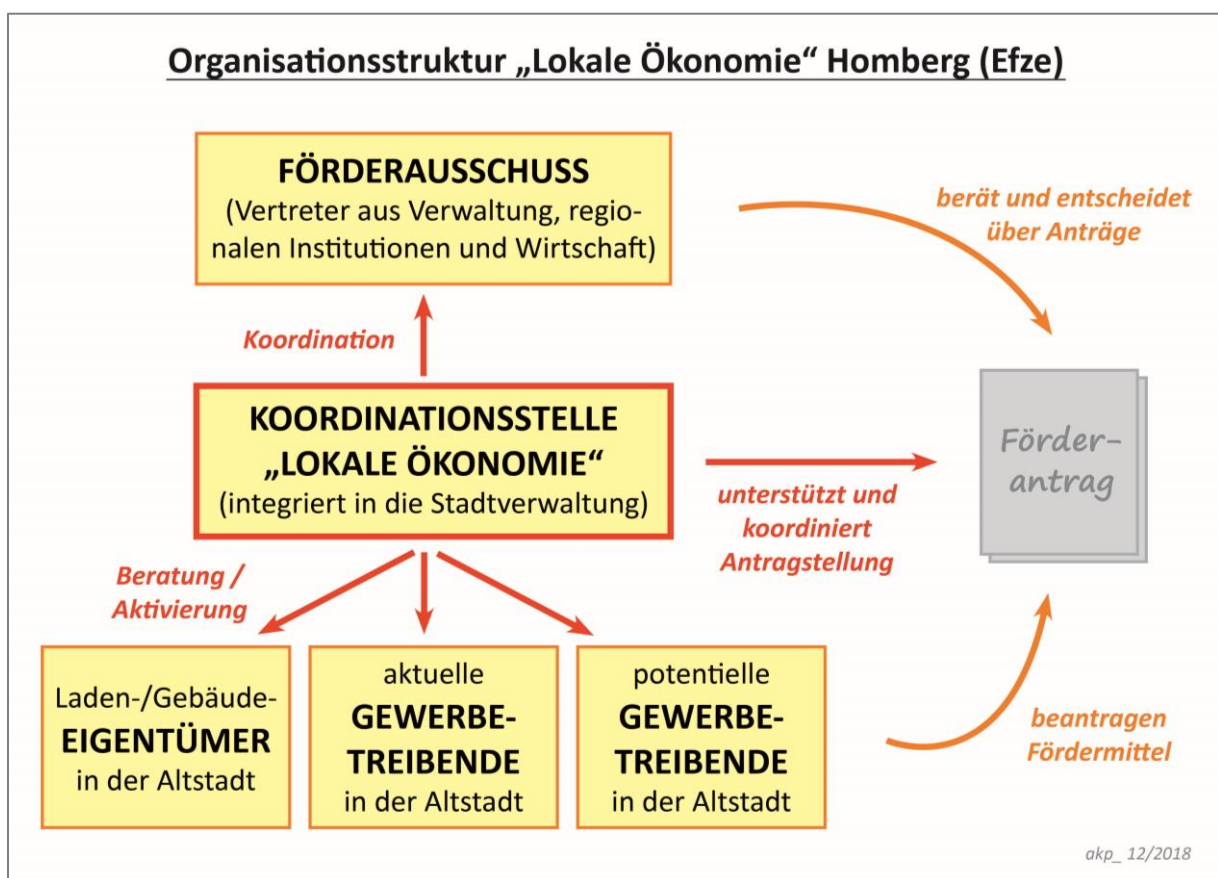 Organisationsstruktur „Lokale Ökonomie“ Homberg (Efze)
FÖRDERAUSSCHUSS
(Vertreter aus Verwaltung, regio-
nalen Institutionen und Wirtschaft)
berät und entscheidet
über Anträge
Koordination
KOORDINATIONSSTELLE
„LOKALE ÖKONOMIE“
(integriert in die Stadtverwaltung)
unterstützt und
koordiniert
Antragstellung
Förder-
antrag
Beratung /
Aktivierung
Laden-/Gebäude-
EIGENTÜMER
in der Altstadt
aktuelle
GEWERBE-
TREIBENDE
in der Altstadt
potentielle
GEWERBE-
TREIBENDE
in der Altstadt
beantragen
Fördermittel
akp_ 12/2018